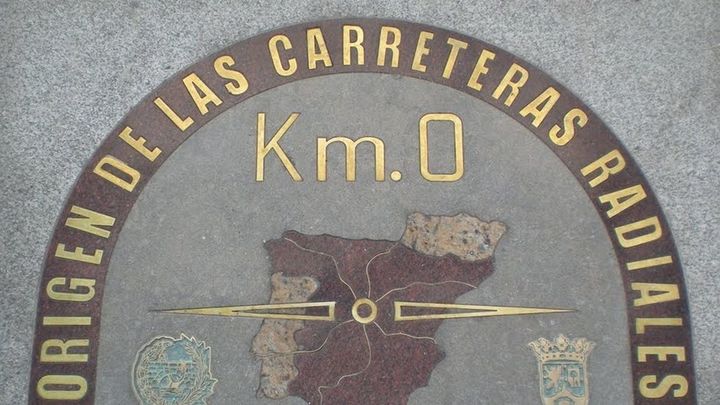 ORIGEN DE LAS CARRETERAS RADIALES
Km.0